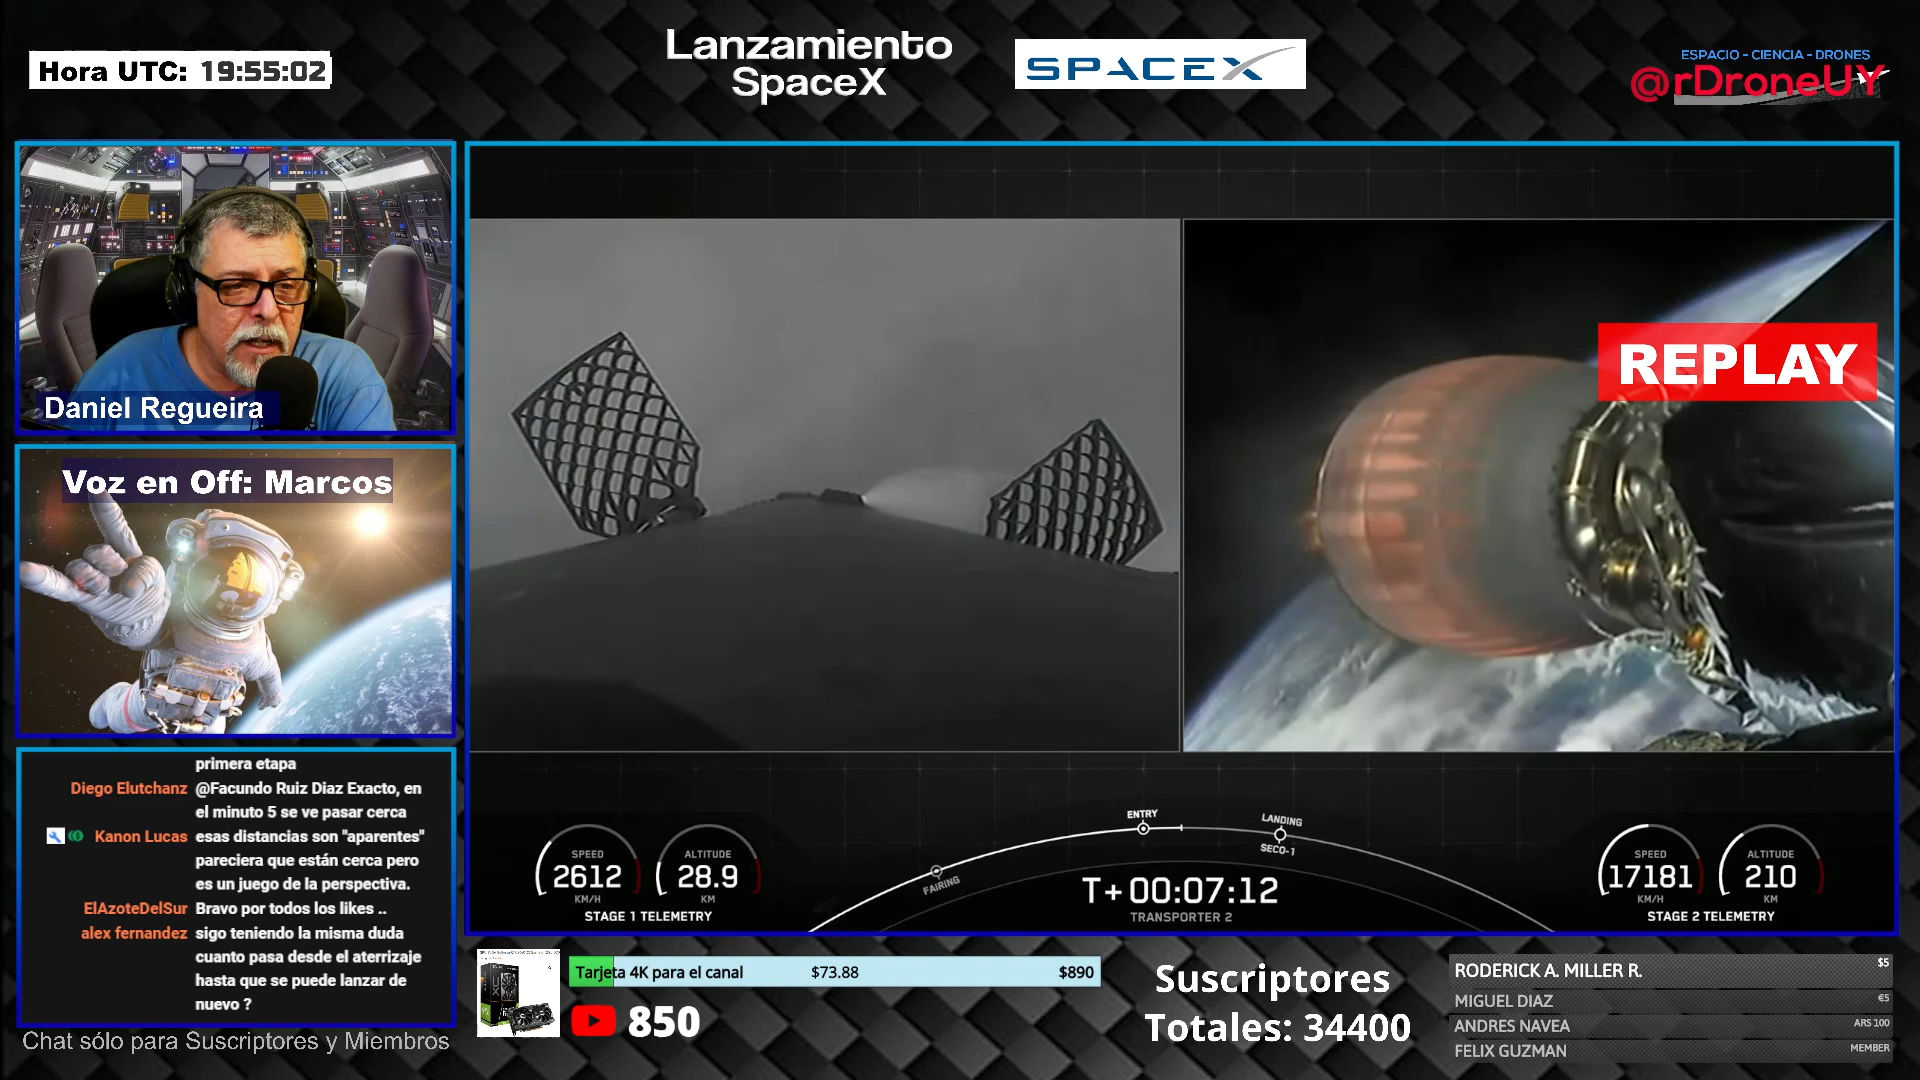 Hora UTC: 19:55:02
Lanzamiento
SpaceX
SPACEX
ESPACIO - CIENCIA - DRONES
@rDroneUY
Daniel Regueira
Voz en Off: Marcos
primera etapa
Diego Elutchanz @Facundo Ruiz Diaz Exacto, en
el minuto 5 se ve pasar cerca
Kanon Lucas esas distancias son "aparentes"
pareciera que están cerca pero
es un juego de la perspectiva.
ElAzoteDelSur Bravo por todos los likes ..
alex fernandez sigo teniendo la misma duda
cuanto pasa desde el aterrizaje
hasta que se puede lanzar de
nuevo ?
Chat sólo para Suscriptores y Miembros
REPLAY
SPEED
2612
KM/H
ALTITUDE
28.9
KM
STAGE 1 TELEMETRY
FAIRING
ENTRY
LANDING
SECO-1
T+00:07:12
TRANSPORTER 2
SPEED
17181
KM/H
ALTITUDE
210
KM
STAGE 2 TELEMETRY
Tarjeta 4K para el canal $73.88 $890
850
Suscriptores
Totales: 34400
RODERICK A. MILLER R. $5
MIGUEL DIAZ €5
ANDRES NAVEA ARS 100
FELIX GUZMAN MEMBER